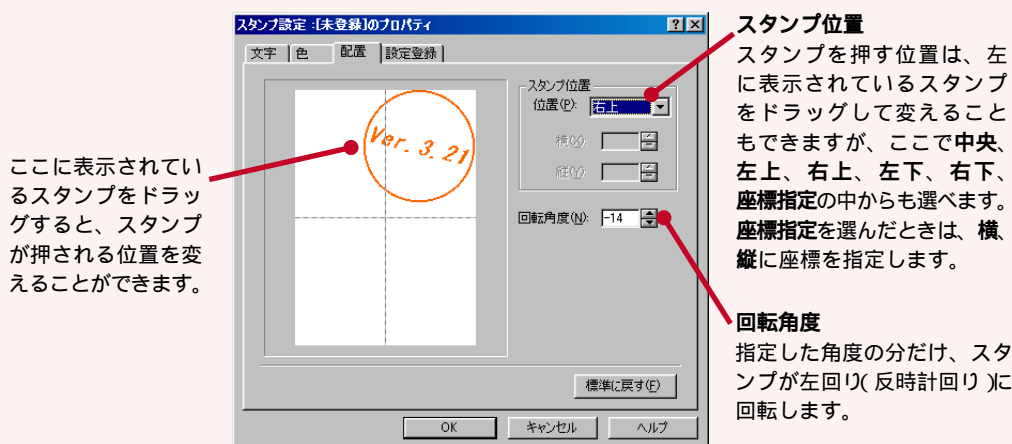 スタンプ設定 :[未登録]のプロパティ
文字
色
配置
設定登録
Ver. 3. 21
スタンプ位置
位置(P):
右上
横(X):
縦(Y):
回転角度(N):
-14
標準に戻す(F)
OK
キャンセル
ヘルプ
ここに表示されてい
るスタンプをドラッ
グすると、スタンプ
が押される位置を変
えることができます。
スタンプ位置
スタンプを押す位置は、左
に表示されているスタンプ
をドラッグして変えること
もできますが、ここで中央、
左上、右上、左下、右下、
座標指定の中からも選べます。
座標指定を選んだときは、横、
縦に座標を指定します。
回転角度
指定した角度の分だけ、スタ
ンプが左回り( 反時計回り )に
回転します。